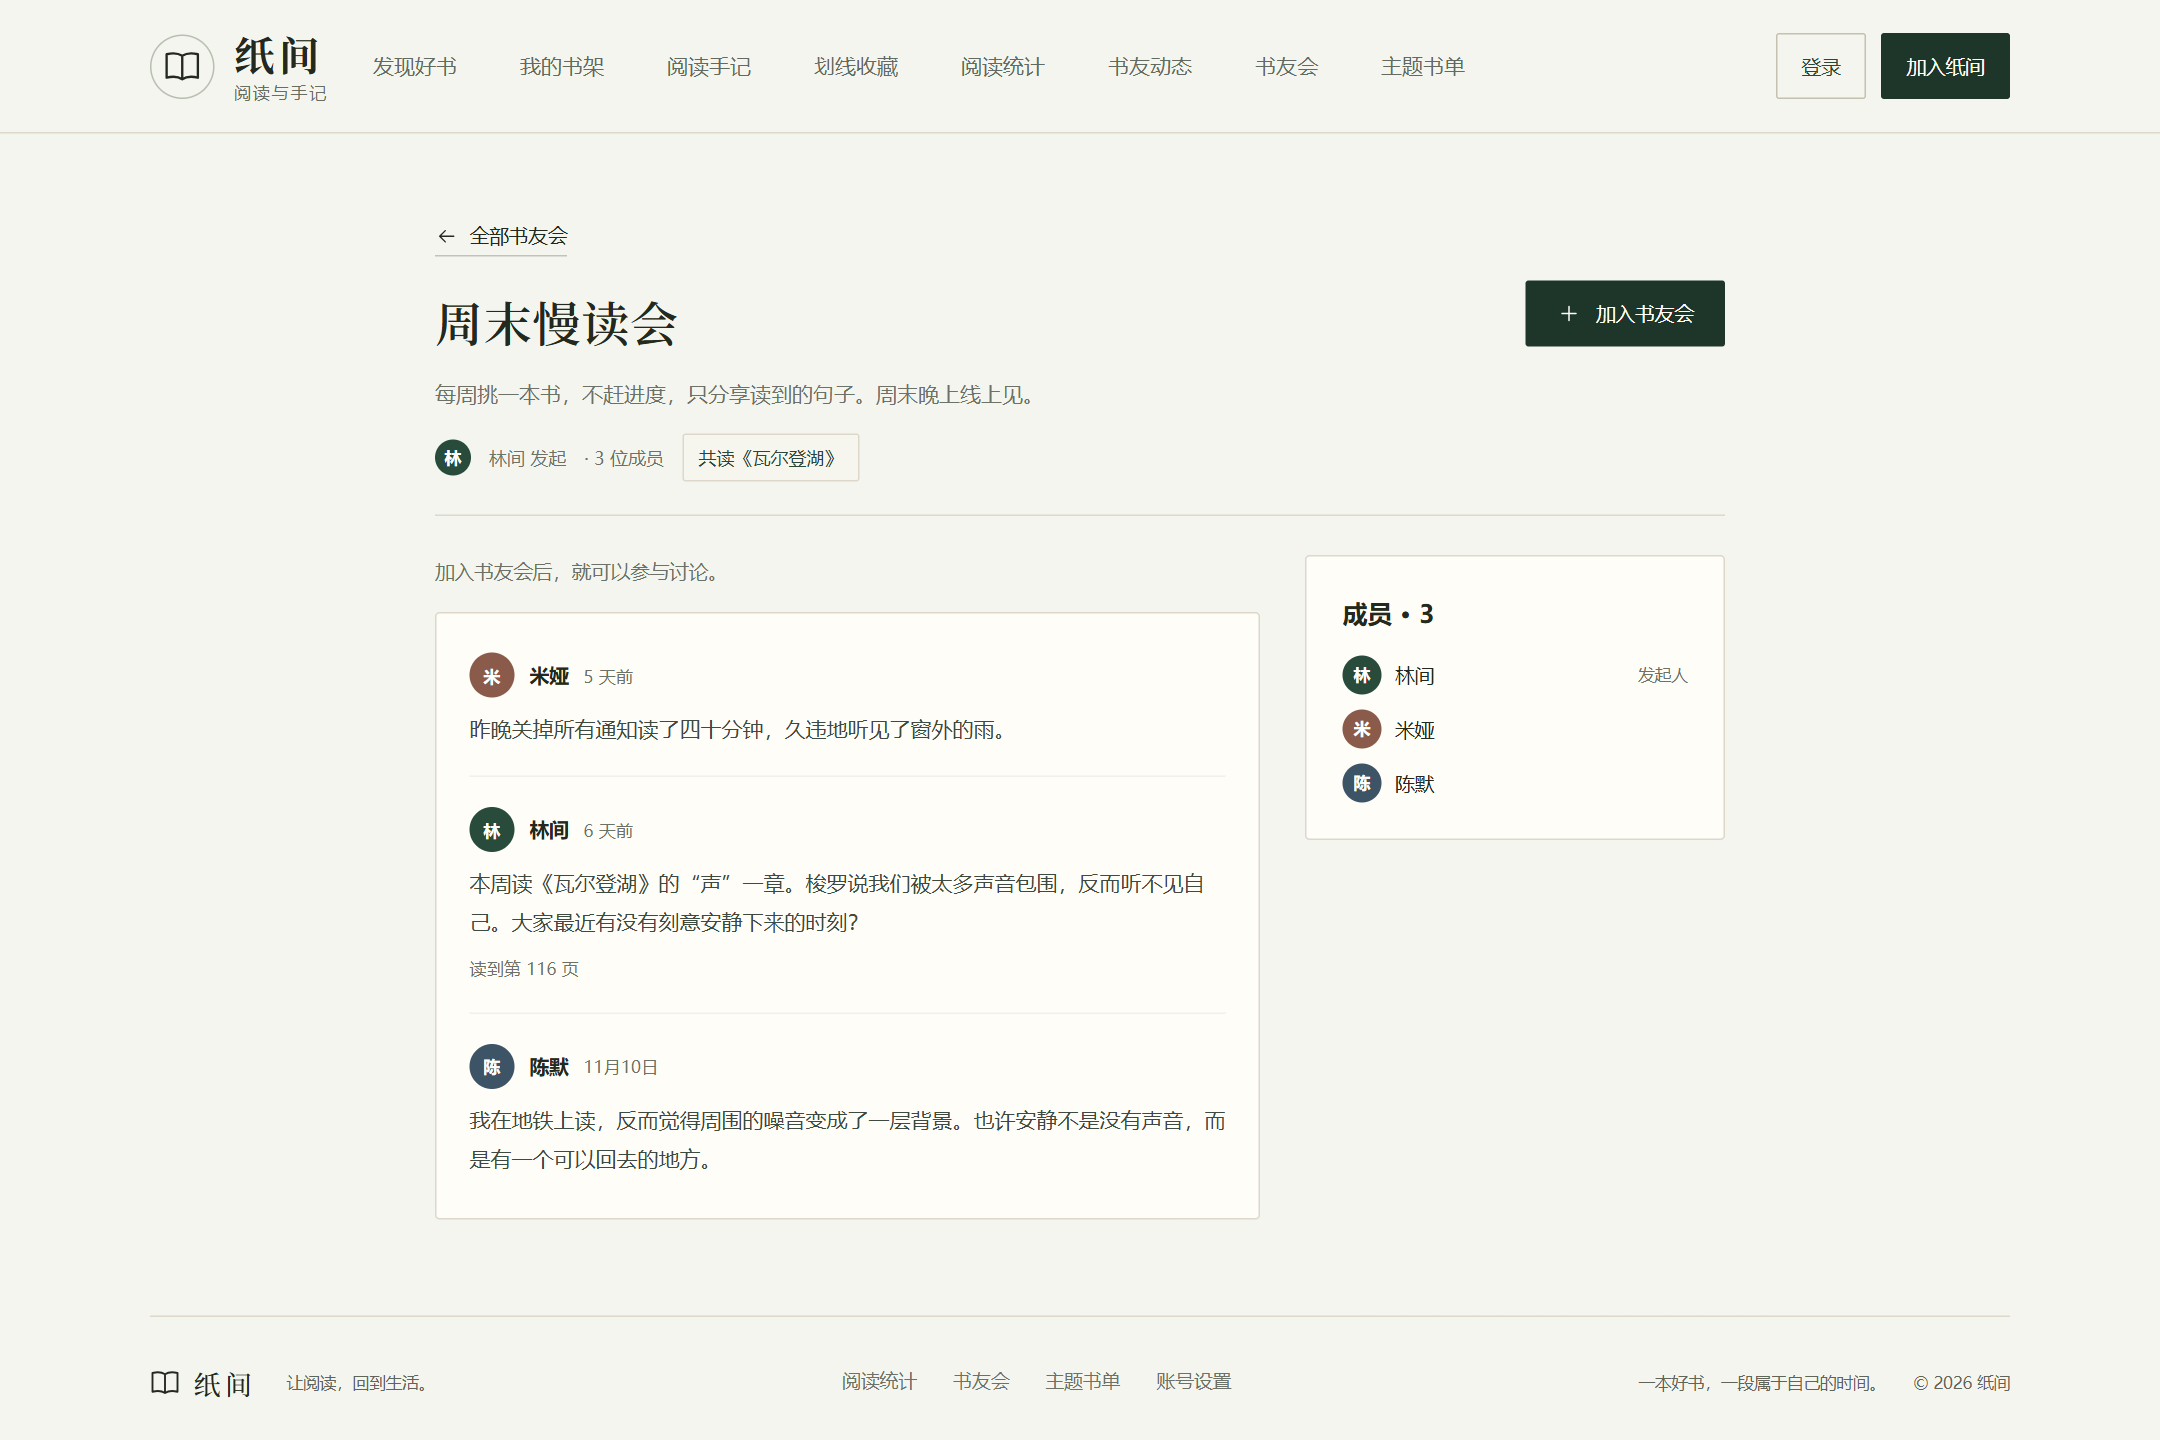 纸间
阅读与手记
发现好书
我的书架
阅读手记
划线收藏
阅读统计
书友动态
书友会
主题书单
登录
加入纸间
← 全部书友会
周末慢读会
+ 加入书友会
每周挑一本书，不赶进度，只分享读到的句子。周末晚上线上见。
林
林间 发起 · 3 位成员
共读《瓦尔登湖》
加入书友会后，就可以参与讨论。
米 米娅 5 天前
昨晚关掉所有通知读了四十分钟，久违地听见了窗外的雨。
林 林间 6 天前
本周读《瓦尔登湖》的“声”一章。梭罗说我们被太多声音包围，反而听不见自
己。大家最近有没有刻意安静下来的时刻？
读到第 116 页
陈 陈默 11月10日
我在地铁上读，反而觉得周围的噪音变成了一层背景。也许安静不是没有声音，而
是有一个可以回去的地方。
成员 · 3
林 林间 发起人
米 米娅
陈 陈默
纸间
让阅读，回到生活。
阅读统计
书友会
主题书单
账号设置
一本好书，一段属于自己的时间。
© 2026 纸间